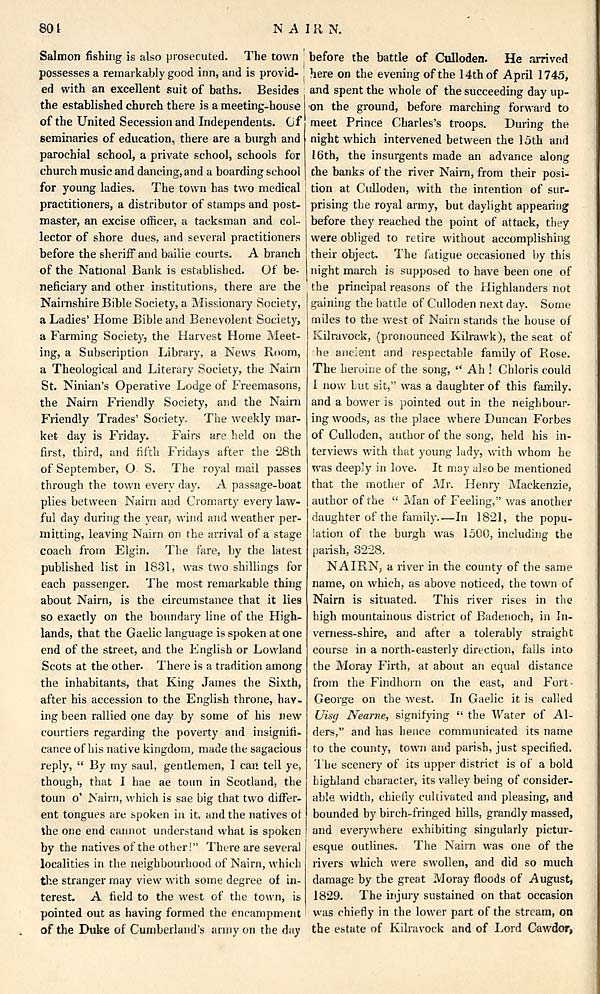 804
NAIRN.
Salmon fishing is also prosecuted. The town
possesses a remarkably good inn, and is provid-
ed with an excellent suit of baths. Besides
the established church there is a meeting-house
of the United Secession and Independents. Of
seminaries of education, there are a burgh and
parochial school, a private school, schools for
church music and dancing, and a boarding school
for young ladies. The town has two medical
practitioners, a distributor of stamps and post-
master, an excise officer, a tacksman and col-
lector of shore dues, and several practitioners
before the sheriff and bailie courts. A branch
of the National Bank is established. Of be-
neficiary and other institutions, there are the
Nairnshire Bible Society, a Missionary Society,
a Ladies' Home Bible and Benevolent Society,
a Farming Society, the Harvest Home Meet-
ing, a Subscription Library, a News Room,
a Theological and Literary Society, the Nairn
St. Ninian's Operative Lodge of Freemasons,
the Nairn Friendly Society, and the Nairn
Friendly Trades' Society. The weekly mar-
ket day is Friday. Fairs are held on the
first, third, and fifth Fridays after the 28th
of September, O S. The royal mail passes
through the town every day. A passage-boat
plies between Nairn and Cromarty every law-
ful day during the year, wind and weather per-
mitting, leaving Nairn on the arrival of a stage
coach from Elgin. The fare, by the latest
published list in 1831, was two shillings for
each passenger. The most remarkable thing
about Nairn, is the circumstance that it lies
so exactly on the boundary line of the High-
lands, that the Gaelic language is spoken at one
end of the street, and the English or Lowland
Scots at the other. There is a tradition among
the inhabitants, that King James the Sixth,
after his accession to the English throne, hav-
ing been rallied one day by some of his new
courtiers regarding the poverty and insignifi-
cance of his native kingdom, made the sagacious
reply, " By my saul, gentlemen, I can tell ye,
though, that I hae ae toun in Scotland, the
toun o' Nairn, which is sae big that two differ-
ent tongues are spoken in it, and the natives of
the one end cannot understand what is spoken
by the natives of the other!" There are several
localities in the neighbourhood of Nairn, which
the stranger may view with some degree of in-
terest. A field to the west of the town, is
pointed out as having formed the encampment
of the Duke of Cumberland's army on the day
before the battle of Culloden. He arrived
here on the evening of the 14th of April 1745,
and spent the whole of the succeeding day up-
on the ground, before marching forward to
meet Prince Charles's troops. During the
night which intervened between the 15th and
16th, the insurgents made an advance along
the banks of the river Nairn, from their posi-
tion at Culloden, with the intention of sur-
prising the royal army, but daylight appearing
before they reached the point of attack, they
were obliged to retire without accomplishing
their object. The fatigue occasioned by this
night march is supposed to have been one of
the principal reasons of the Highlanders not
gaining the battle of Culloden next day. Some
miles to the west of Nairn stands the house of
Kilravock, (pronounced Kilrawk), the seat of
the ancient and respectable family of Rose.
The heroine of the song, " Ah ! Chloris could
I now but sit," was a daughter of this family,
and a bower is pointed out in the neighbour-
ing woods, as the place where Duncan Forbes
of Culloden, author of the song, held his in-
terviews with that young lady, with whom he
was deeply in love. It may also be mentioned
that the mother of Mr. Henry Mackenzie,
author of the " Man of Feeling," was another
daughter of the family.—In 1821, the popu-
lation of the burgh was 1500, including the
parish, 3228.
NAIRN, a river in the county of the same
name, on which, as above noticed, the town of
Nairn is situated. This river rises in the
high mountainous district of Badenoch, in In-
verness-shire, and after a tolerably straight
course in a north-easterly direction, falls into
the Moray Firth, at about an equal distance
from the Findhorn on the east, and Fort-
George on the west. In Gaelic it is called
Uisg Nearne, signifying " the Water of Al-
ders," and has hence communicated its name
to the county, town and parish, just specified.
The scenery of its upper district is of a bold
highland character, its valley being of consider-
able width, chiefly cultivated and pleasing, and
bounded by birch-fringed hills, grandly massed,
and everywhere exhibiting singularly pictur-
esque outlines. The Nairn was one of the
rivers which were swollen, and did so much
damage by the great Moray floods of August,
1829. The injury sustained on that occasion
was chiefly in the lower part of the stream, on
the estate of Kilravock and of Lord Cawdor,